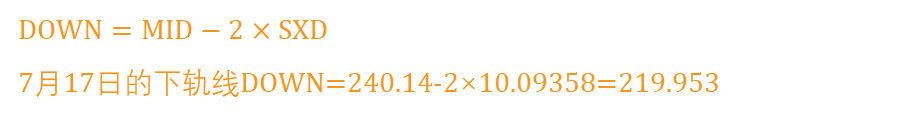 DOWN = MID − 2 × SXD
7月17日的下轨线DOWN=240.14-2×10.09358=219.953